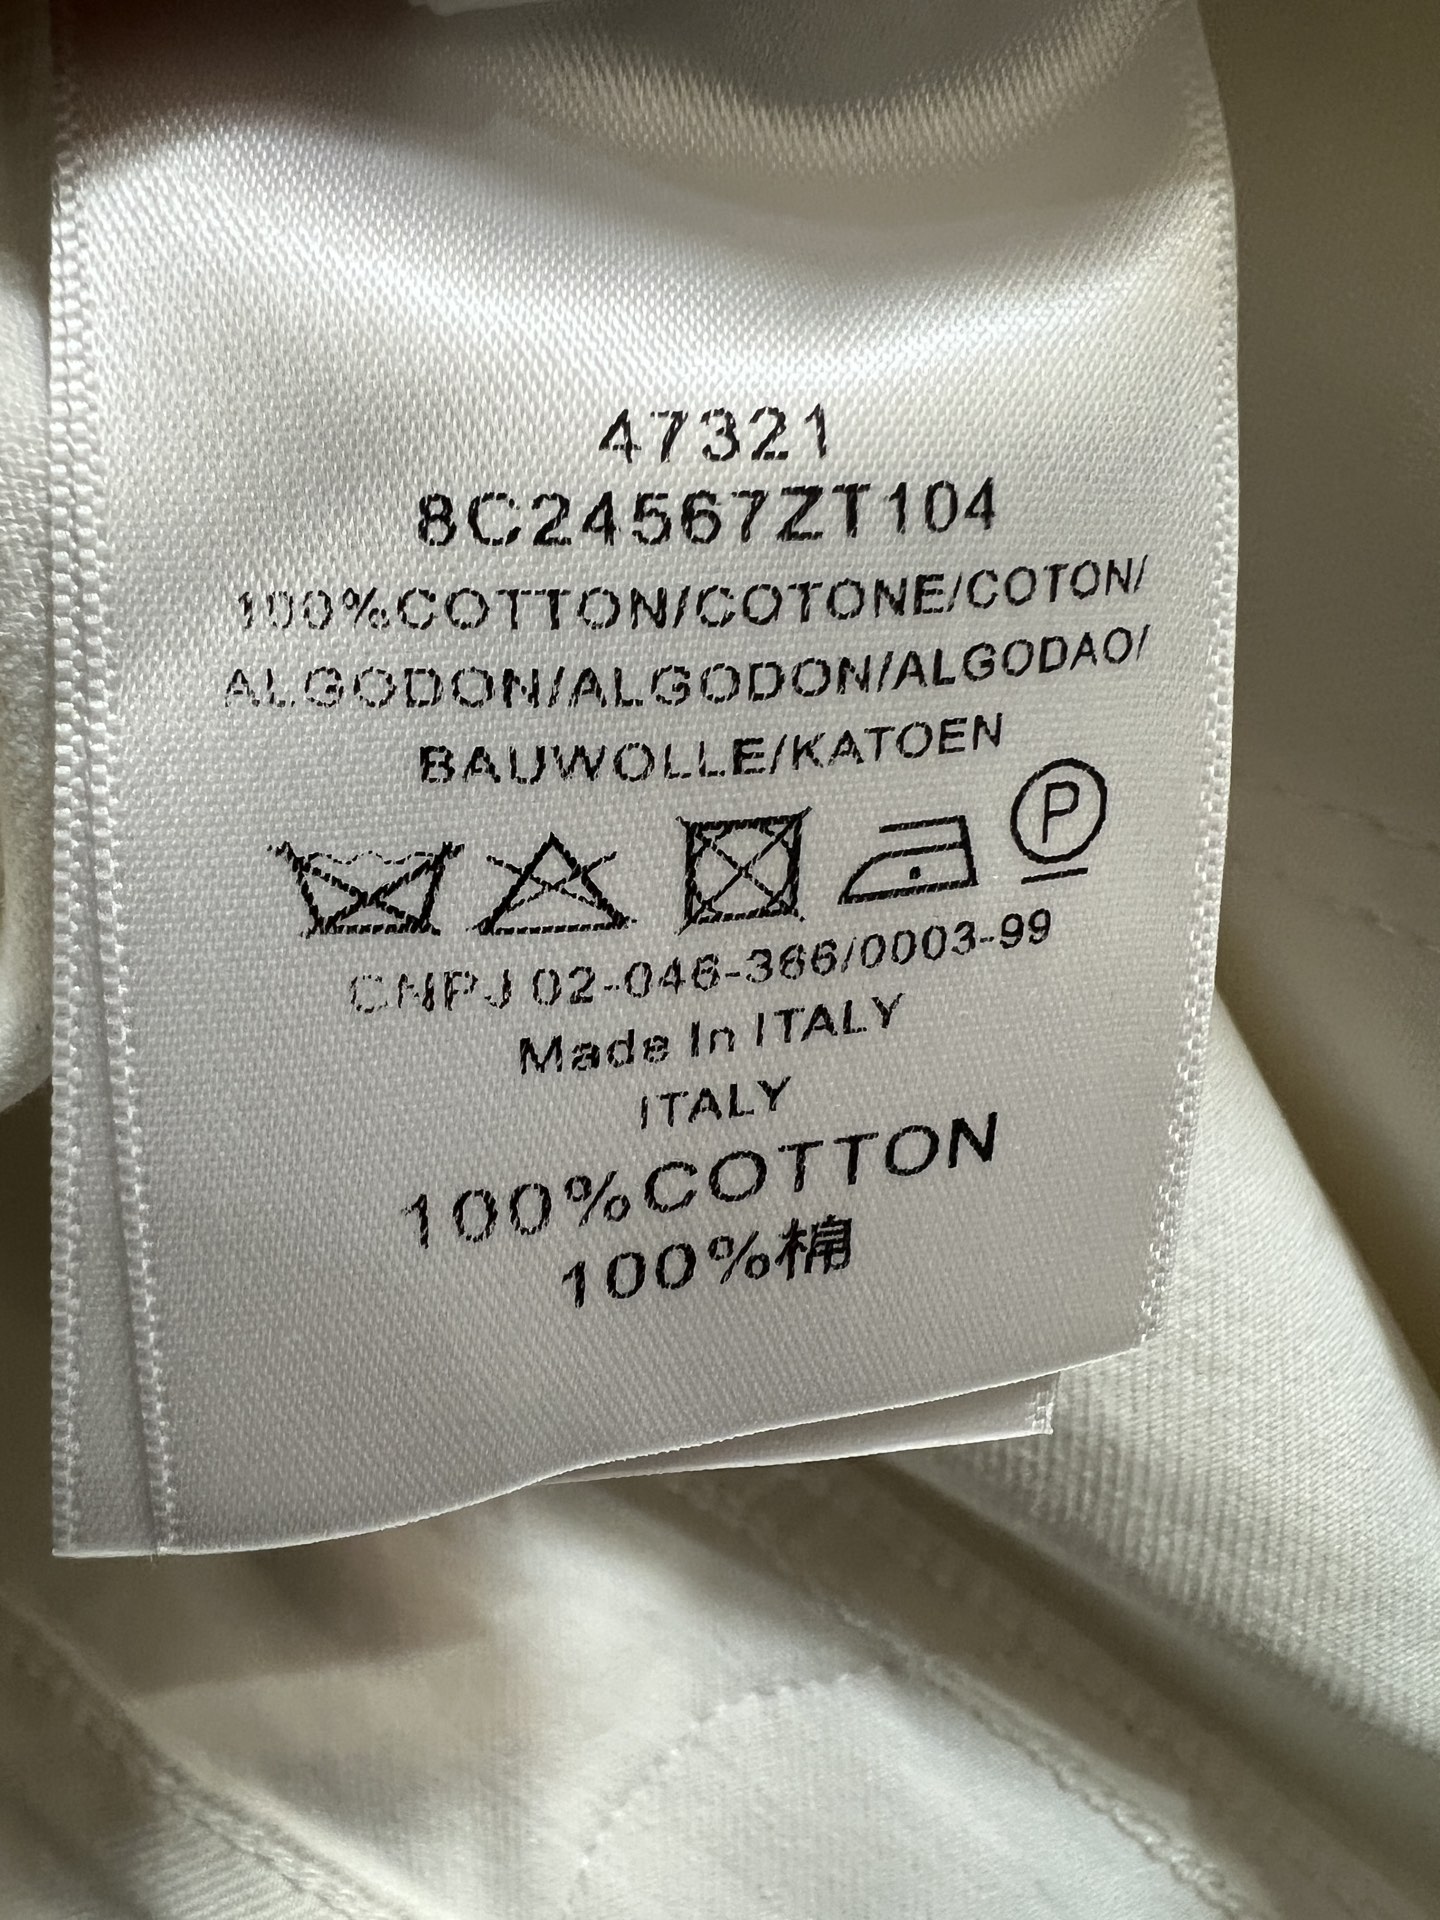 47321
8C24567ZT104
100%COTTON/COTONE/COTON/
ALGODON/ALGODON/ALGODAO/
BAUWOLLE/KATOEN
P
CNPJ 02-046-366/0003-99
Made In ITALY
ITALY
100%COTTON
100%棉